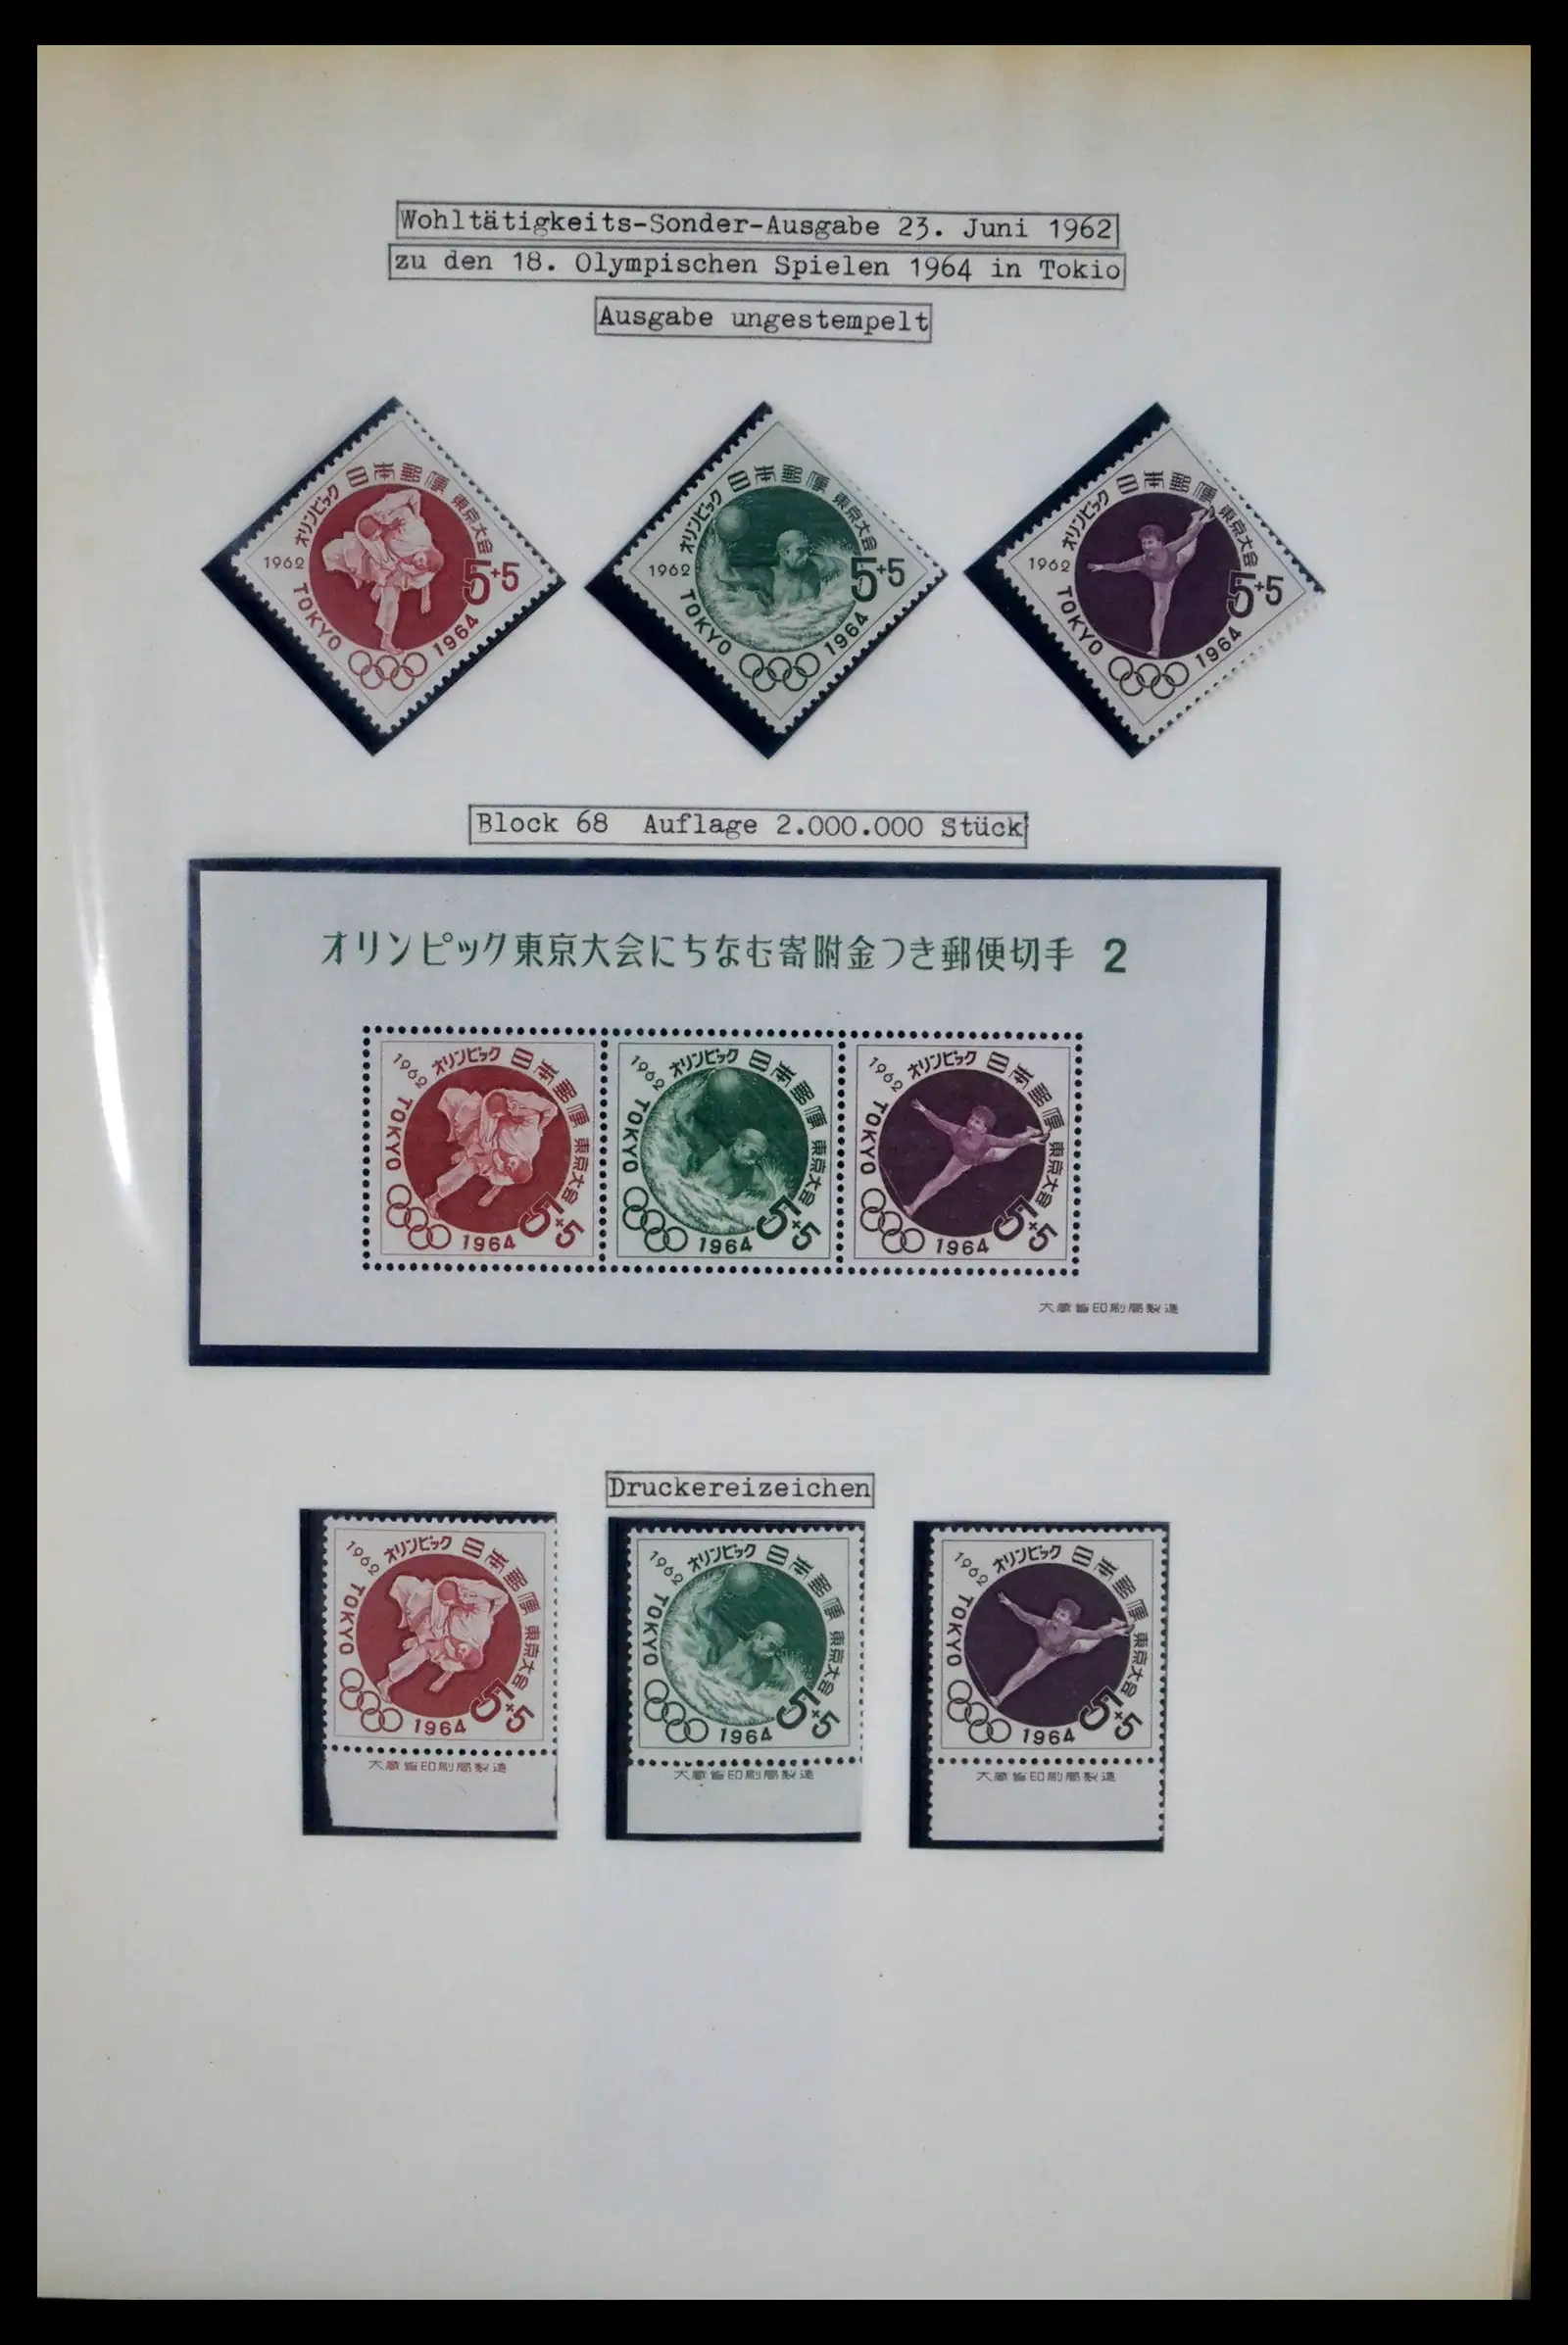 Wohltätigkeits-Sonder-Ausgabe 23. Juni 1962
zu den 18. Olympischen Spielen 1964 in Tokio
Ausgabe ungestempelt
1962 オリンピック 日本郵便 東京大会
TOKYO 1964 5+5
1962 オリンピック 日本郵便 東京大会
TOKYO 1964 5+5
1962 オリンピック 日本郵便 東京大会
TOKYO 1964 5+5
Block 68 Auflage 2.000.000 Stück
オリンピック東京大会にちなむ寄附金つき郵便切手 2
1962 オリンピック 日本郵便 東京大会
TOKYO 1964 5+5
1962 オリンピック 日本郵便 東京大会
TOKYO 1964 5+5
1962 オリンピック 日本郵便 東京大会
TOKYO 1964 5+5
大蔵省印刷局製造
Druckereizeichen
1962 オリンピック 日本郵便 東京大会
TOKYO 1964 5+5
大蔵省印刷局製造
1962 オリンピック 日本郵便 東京大会
TOKYO 1964 5+5
大蔵省印刷局製造
1962 オリンピック 日本郵便 東京大会
TOKYO 1964 5+5
大蔵省印刷局製造